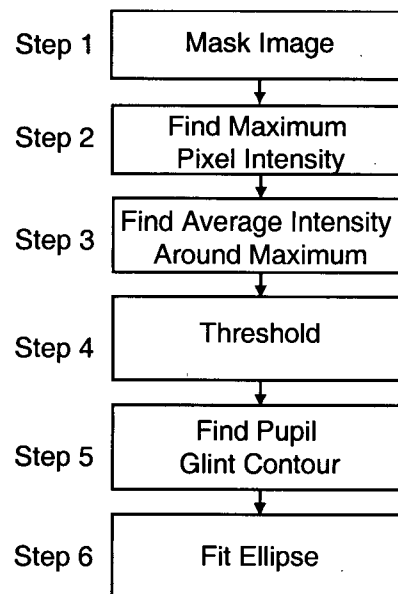 Step 1
Mask Image
Step 2
Find Maximum
Pixel Intensity
Step 3
Find Average Intensity
Around Maximum
Step 4
Threshold
Step 5
Find Pupil
Glint Contour
Step 6
Fit Ellipse